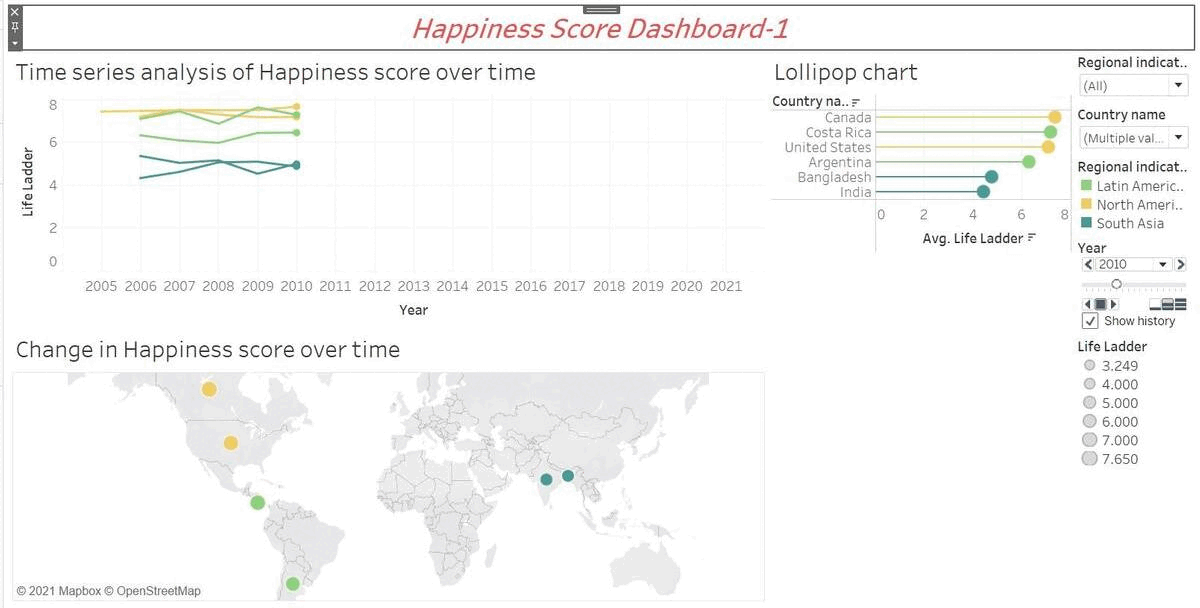 Happiness Score Dashboard-1
Time series analysis of Happiness score over time
Life Ladder
8
6
4
2
0
2005 2006 2007 2008 2009 2010 2011 2012 2013 2014 2015 2016 2017 2018 2019 2020 2021
Year
Lollipop chart
Country na..
Canada
Costa Rica
United States
Argentina
Bangladesh
India
0 2 4 6 8
Avg. Life Ladder
Regional indicat..
(All)
Country name
(Multiple val...
Regional indicat..
Latin Americ..
North Ameri..
South Asia
Year
2010
Show history
Life Ladder
3.249
4.000
5.000
6.000
7.000
7.650
Change in Happiness score over time
© 2021 Mapbox © OpenStreetMap